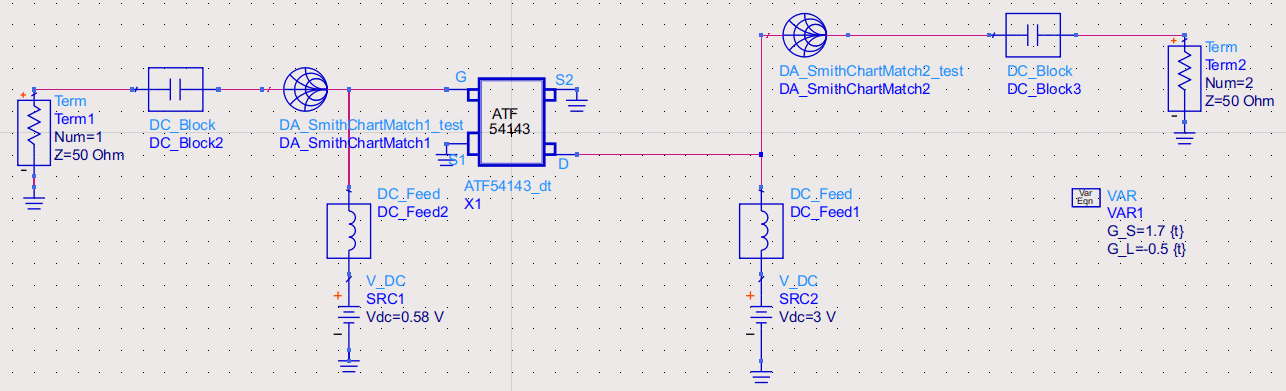 Term
Term1
Num=1
Z=50 Ohm
DC_Block
DC_Block2
DA_SmithChartMatch1_test
DA_SmithChartMatch1
G
S2
ATF
54143
S1
D
ATF54143_dt
X1
DC_Feed
DC_Feed2
V_DC
SRC1
Vdc=0.58 V
DA_SmithChartMatch2_test
DA_SmithChartMatch2
DC_Block
DC_Block3
Term
Term2
Num=2
Z=50 Ohm
DC_Feed
DC_Feed1
V_DC
SRC2
Vdc=3 V
Var
Eqn
VAR
VAR1
G_S=1.7 {t}
G_L=-0.5 {t}